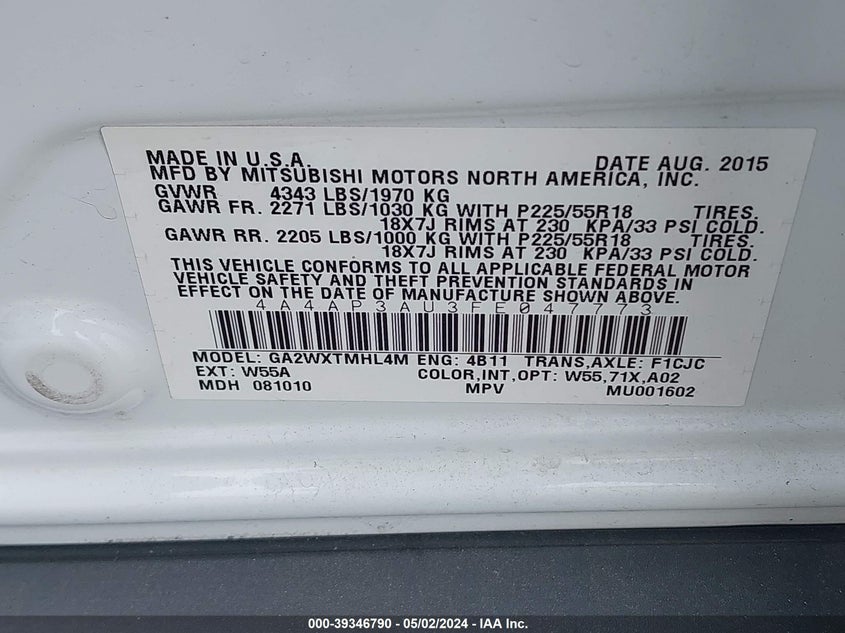 MADE IN U.S.A. DATE AUG. 2015
MFD BY MITSUBISHI MOTORS NORTH AMERICA, INC.
GVWR 4343 LBS/1970 KG
GAWR FR. 2271 LBS/1030 KG WITH P225/55R18 TIRES.
18X7J RIMS AT 230 KPA/33 PSI COLD.
GAWR RR. 2205 LBS/1000 KG WITH P225/55R18 TIRES.
18X7J RIMS AT 230 KPA/33 PSI COLD.
THIS VEHICLE CONFORMS TO ALL APPLICABLE FEDERAL MOTOR
VEHICLE SAFETY AND THEFT PREVENTION STANDARDS IN
EFFECT ON THE DATE OF MANUFACTURE SHOWN ABOVE.
4A4AP3AU3FE047773
MODEL: GA2WXTMHL4M ENG: 4B11 TRANS,AXLE: F1CJC
EXT: W55A COLOR,INT,OPT: W55,71X,A02
MDH 081010 MPV MU001602
000-39346790 - 05/02/2024 - IAA Inc.